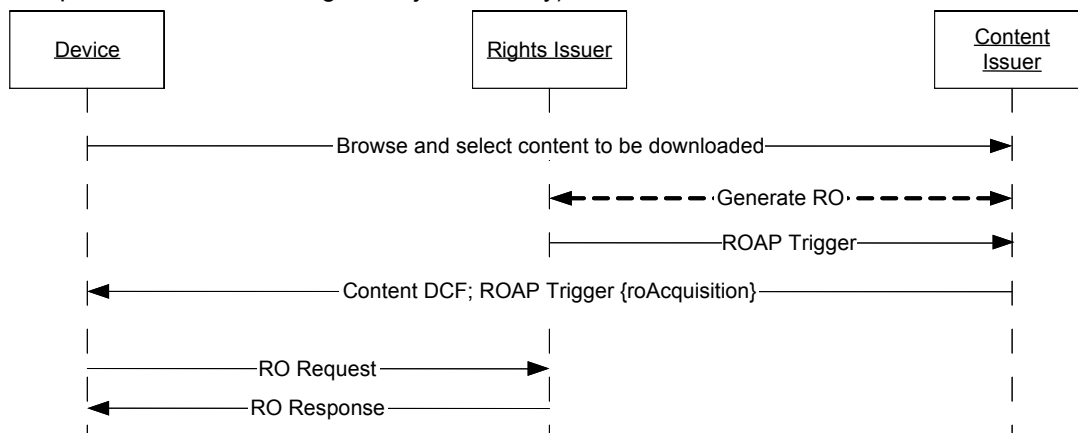 Device
Rights Issuer
Content
Issuer
Browse and select content to be downloaded
Generate RO
ROAP Trigger
Content DCF; ROAP Trigger {roAcquisition}
RO Request
RO Response